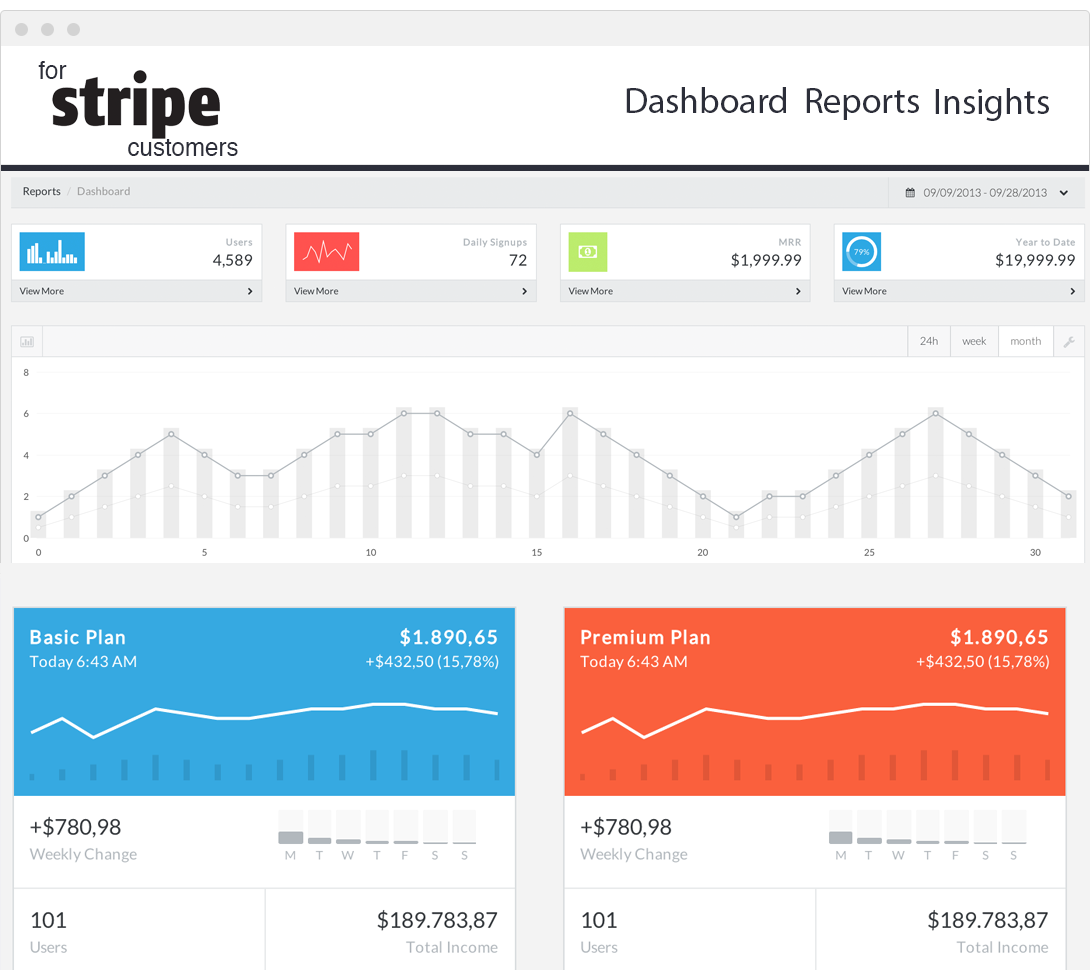 for
stripe
customers
Dashboard Reports Insights
Reports / Dashboard
09/09/2013 - 09/28/2013
Users
4,589
View More
Daily Signups
72
View More
MRR
$1,999.99
View More
79%
Year to Date
$19,999.99
View More
24h week month
8
6
4
2
0
0 5 10 15 20 25 30
Basic Plan $1.890,65
Today 6:43 AM +$432,50 (15,78%)
+$780,98
Weekly Change
M T W T F S S
101
Users
$189.783,87
Total Income
Premium Plan $1.890,65
Today 6:43 AM +$432,50 (15,78%)
+$780,98
Weekly Change
M T W T F S S
101
Users
$189.783,87
Total Income